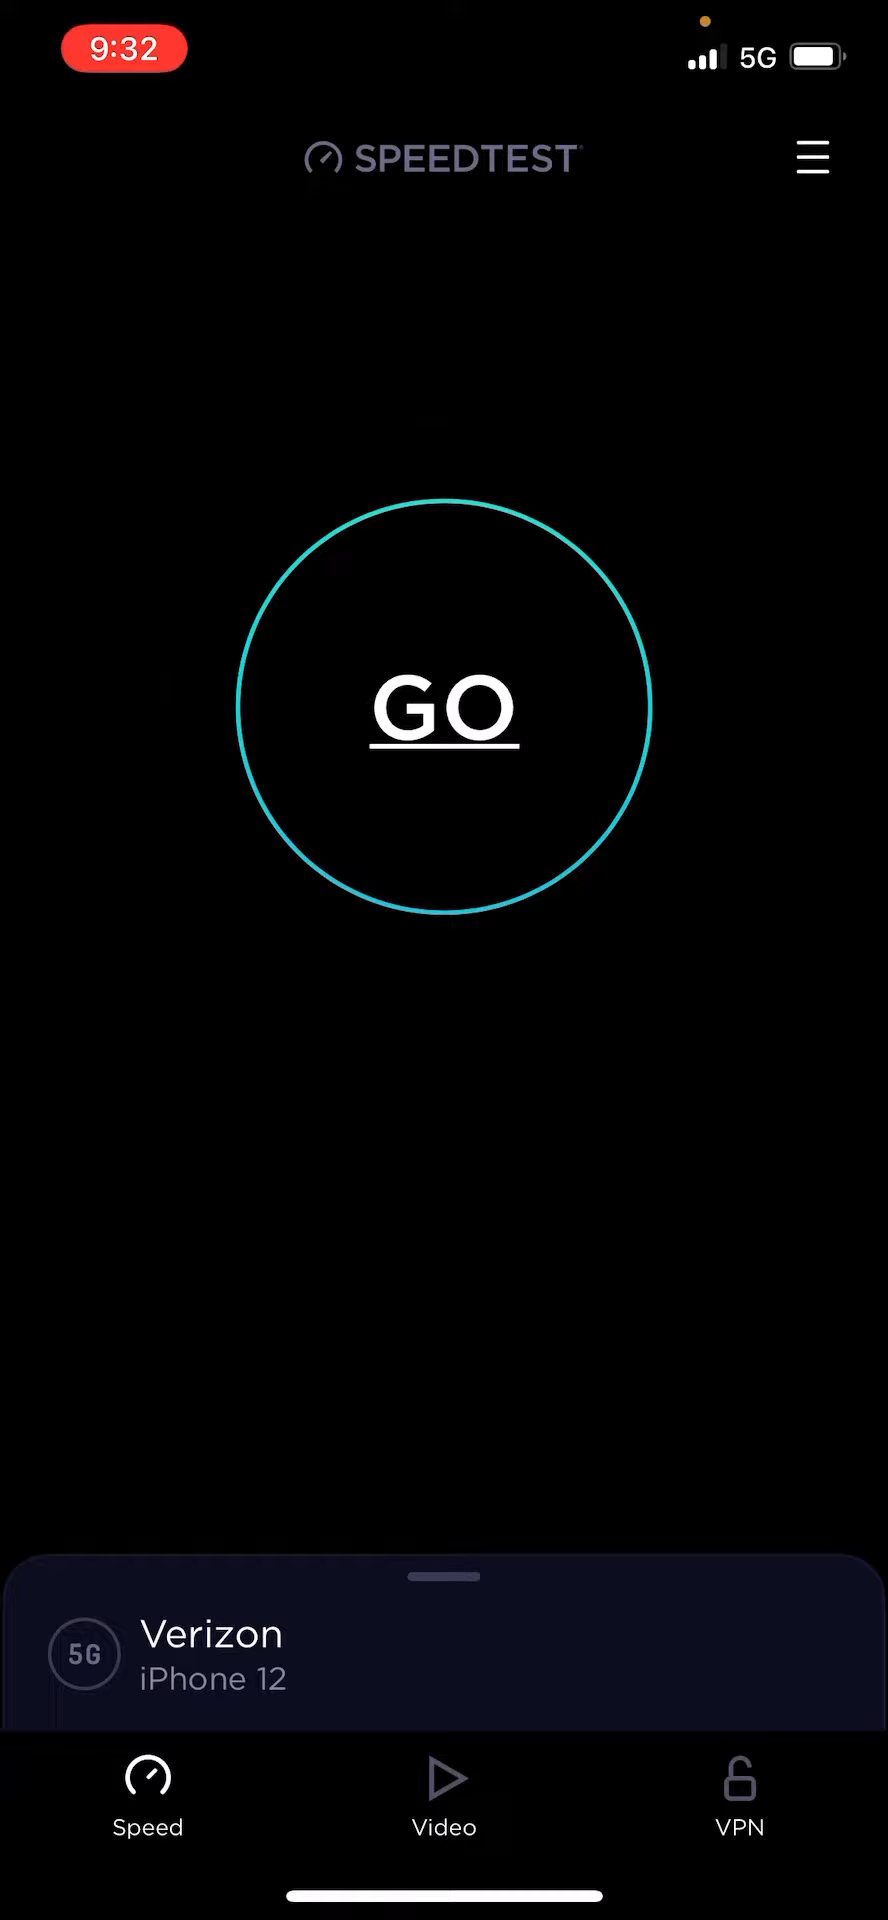 9:32
5G
SPEEDTEST
GO
5G
Verizon
iPhone 12
Speed
Video
VPN